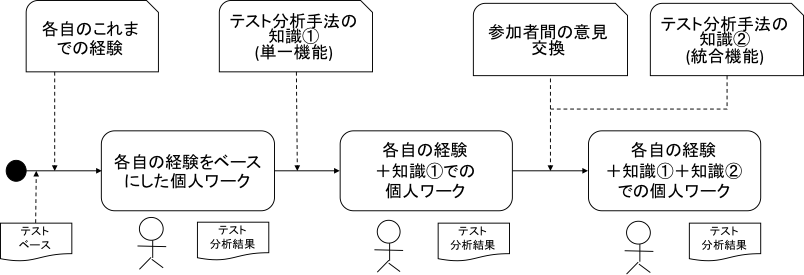 各自のこれま
での経験
テスト分析手法の
知識①
(単一機能)
参加者間の意見
交換
テスト分析手法の
知識②
(統合機能)
各自の経験をベース
にした個人ワーク
各自の経験
＋知識①での
個人ワーク
各自の経験
＋知識①＋知識②
での個人ワーク
テスト
ベース
テスト
分析結果
テスト
分析結果
テスト
分析結果